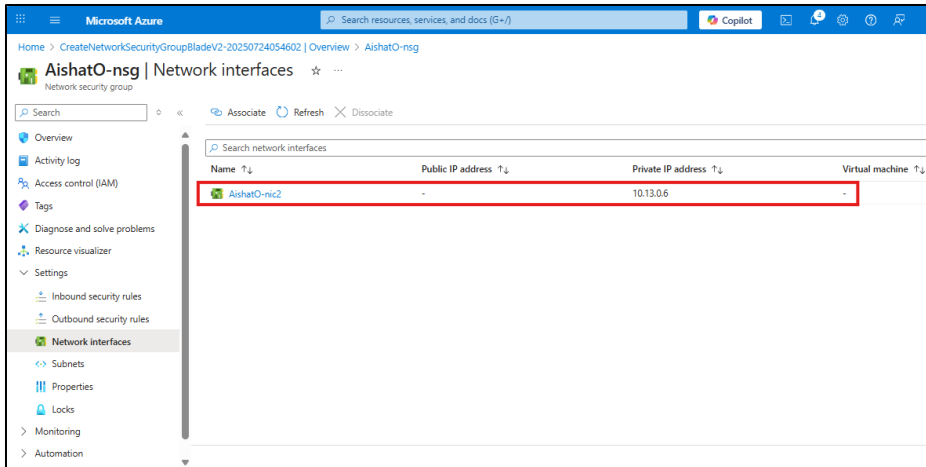 Microsoft Azure
Search resources, services, and docs (G+/)
Copilot
4
Home > CreateNetworkSecurityGroupBladeV2-20250724054602 | Overview > AishatO-nsg
AishatO-nsg | Network interfaces
Network security group
Search
Associate Refresh Dissociate
Overview
Activity log
Access control (IAM)
Tags
Diagnose and solve problems
Resource visualizer
Settings
Inbound security rules
Outbound security rules
Network interfaces
Subnets
Properties
Locks
Monitoring
Automation
Search network interfaces
Name ↑↓ Public IP address ↑↓ Private IP address ↑↓ Virtual machine ↑↓
AishatO-nic2 - 10.13.0.6 -